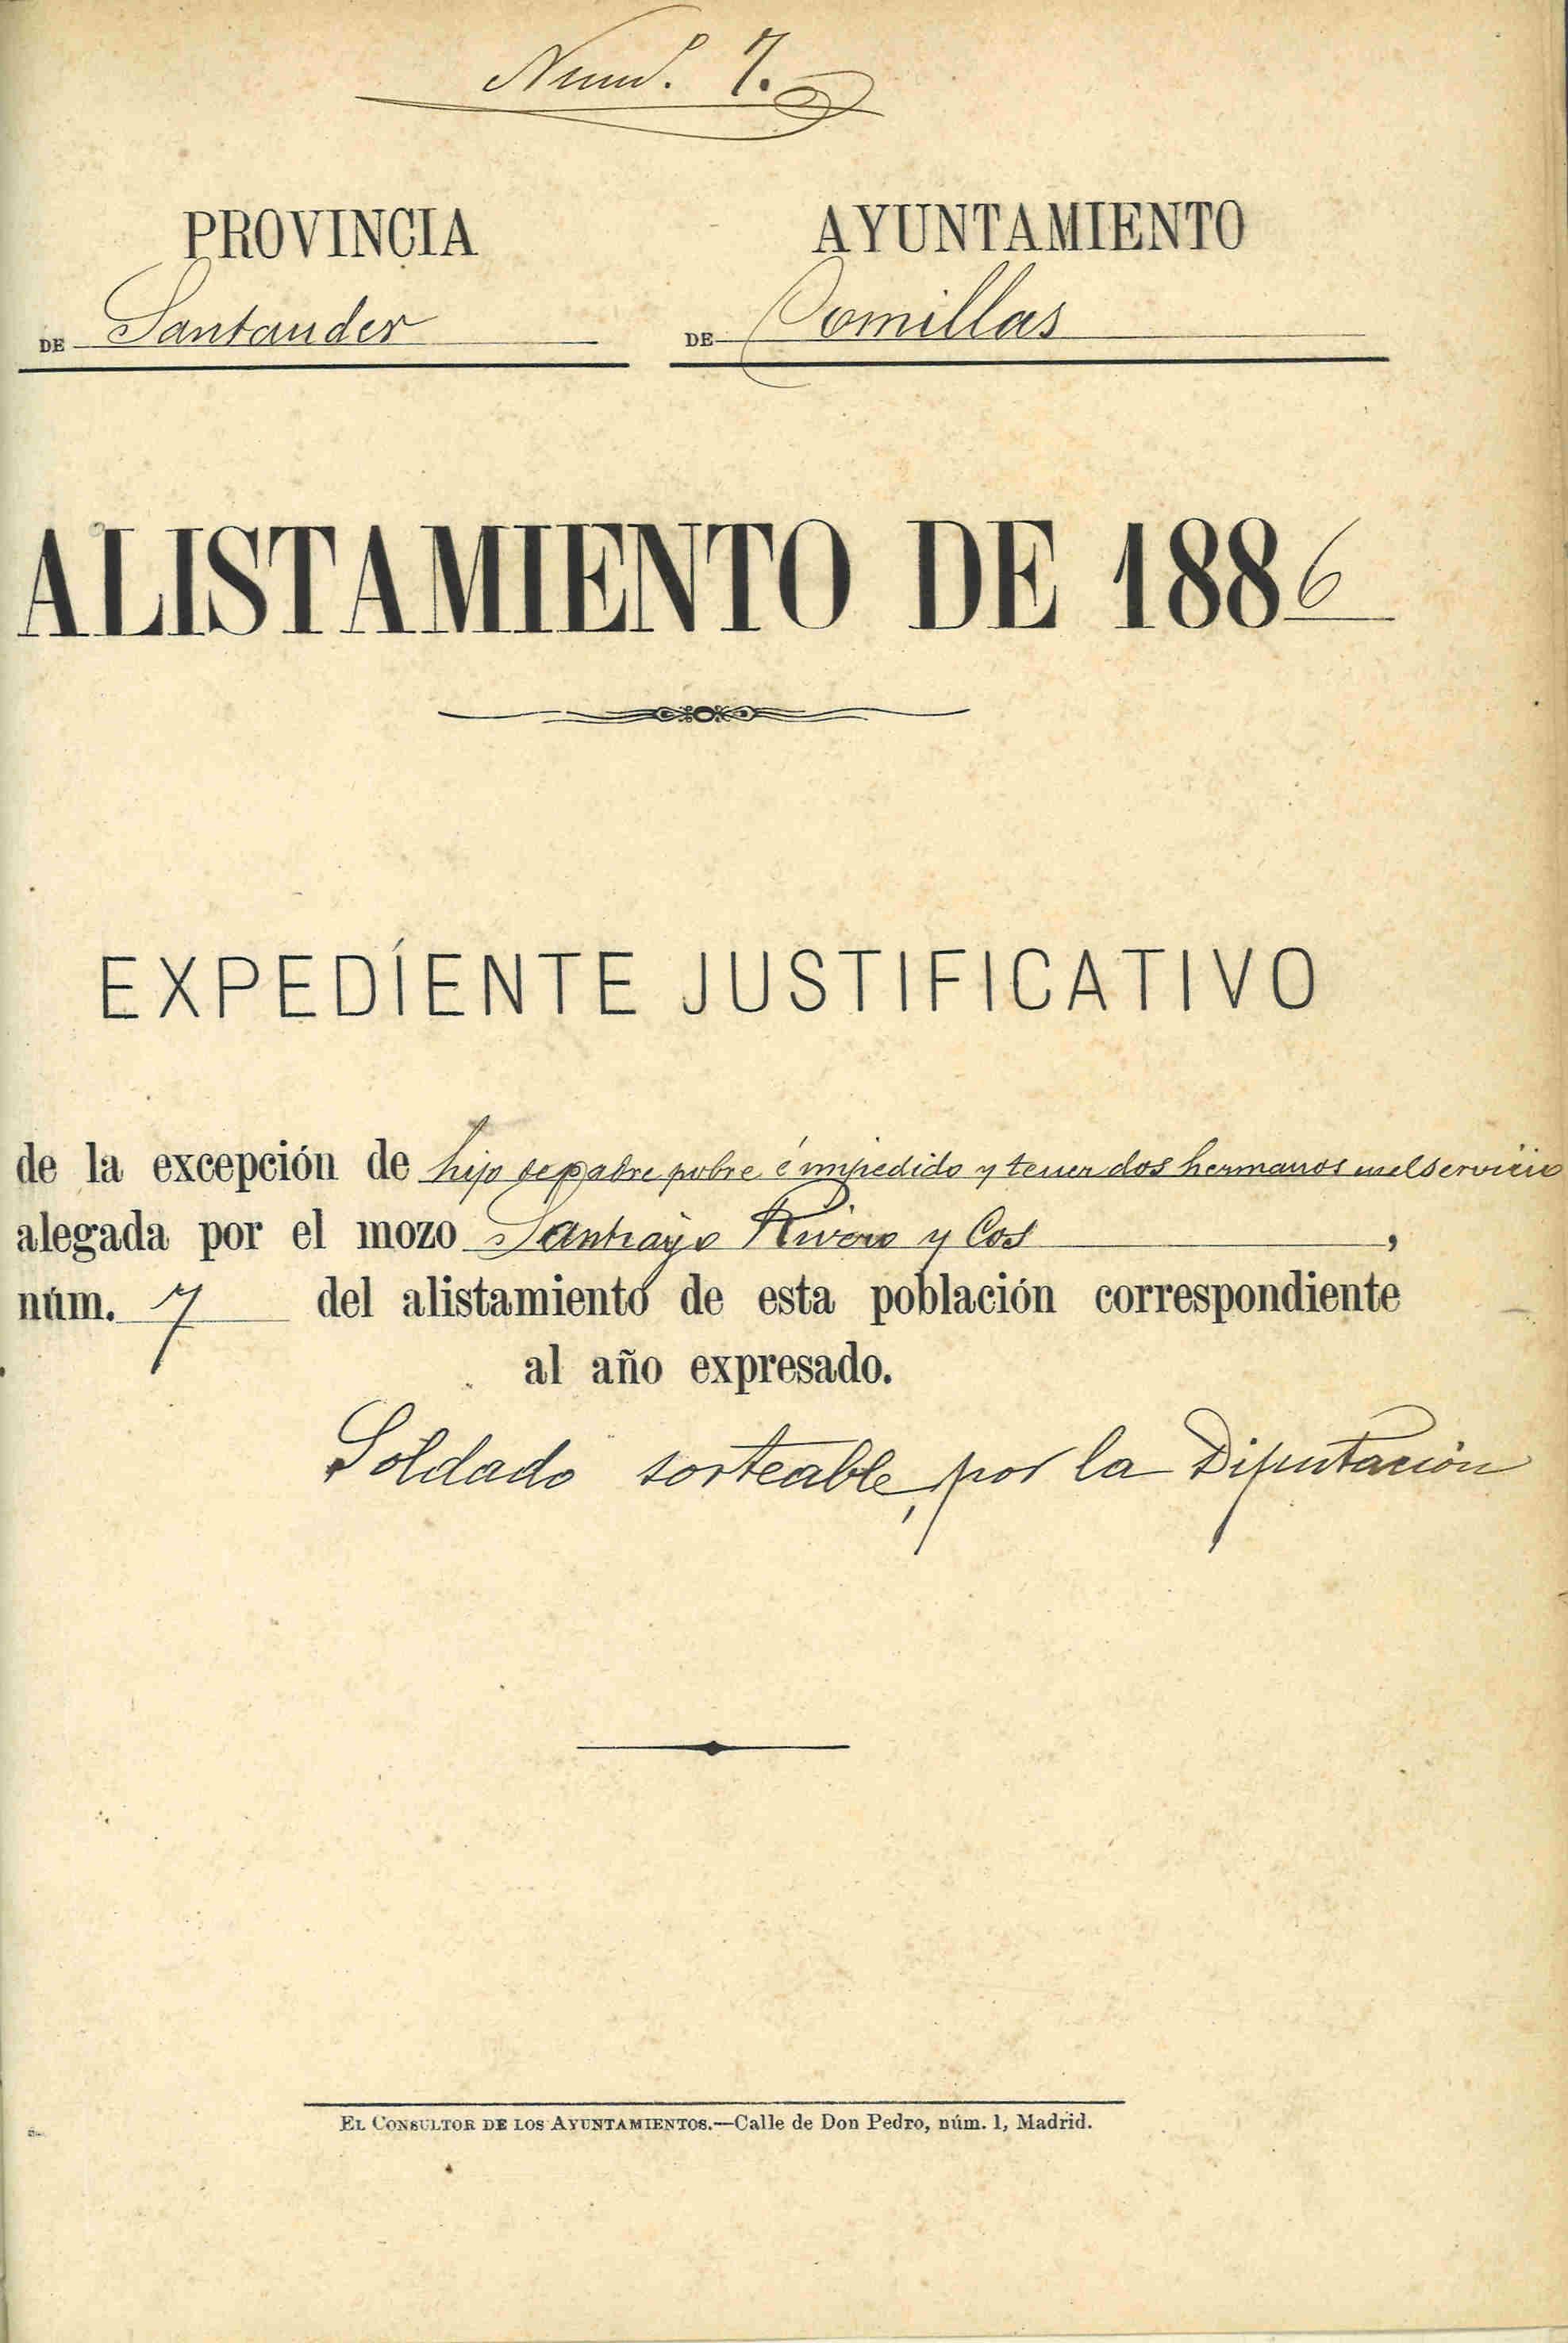 Num.º 7.
PROVINCIA
DE Santander
AYUNTAMIENTO
DE Comillas
ALISTAMIENTO DE 1886
EXPEDÍENTE JUSTIFICATIVO
de la excepción de hijo de padre pobre é impedido y tener dos hermanos en el servicio
alegada por el mozo Santiago Rivero y Cos,
núm. 7 del alistamiento de esta población correspondiente
al año expresado.
Soldado sorteable, por la Diputación
EL CONSULTOR DE LOS AYUNTAMIENTOS.—Calle de Don Pedro, núm. 1, Madrid.